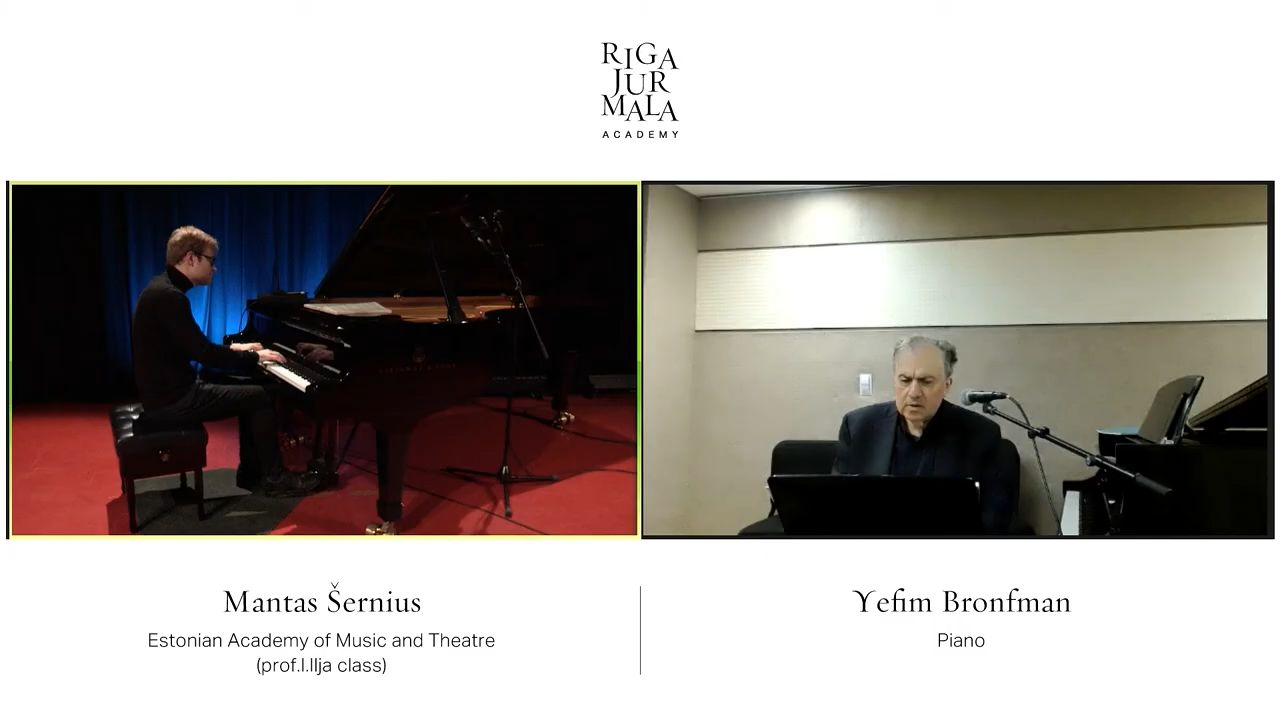 RIGA
JUR
MALA
ACADEMY
Mantas Šernius
Estonian Academy of Music and Theatre
(prof.I.Ilja class)
Yefim Bronfman
Piano